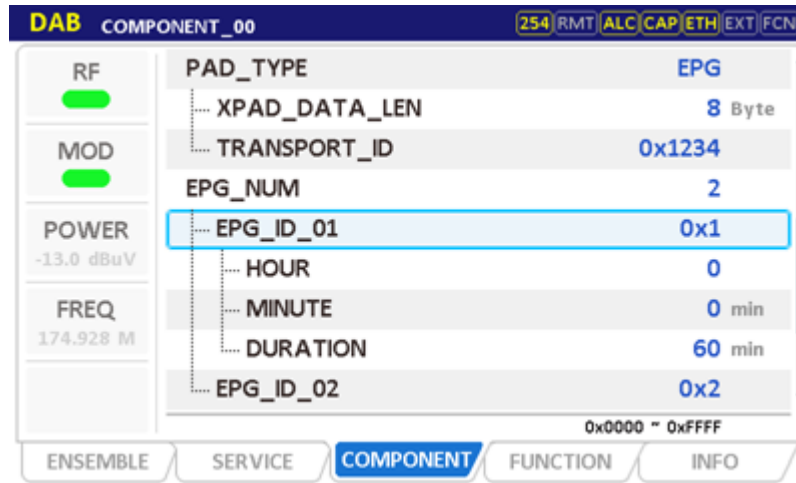 DAB COMPONENT_00 254 RMT ALC CAP ETH EXT FCN
RF
MOD
POWER
-13.0 dBuV
FREQ
174.928 M
PAD_TYPE EPG
XPAD_DATA_LEN 8 Byte
TRANSPORT_ID 0x1234
EPG_NUM 2
EPG_ID_01 0x1
HOUR 0
MINUTE 0 min
DURATION 60 min
EPG_ID_02 0x2
0x0000 ~ 0xFFFF
ENSEMBLE SERVICE COMPONENT FUNCTION INFO